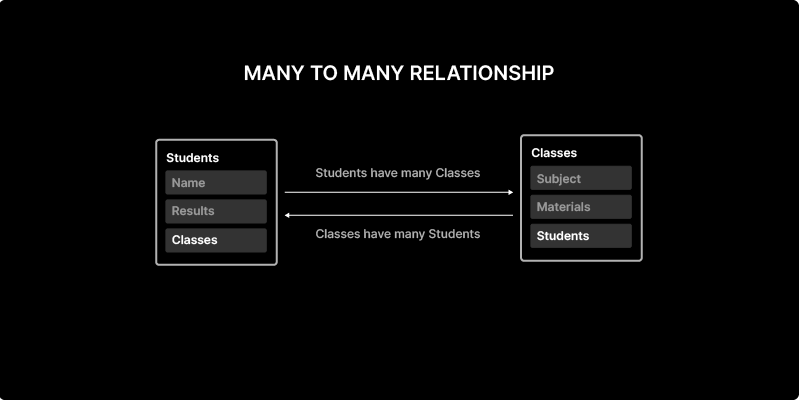 MANY TO MANY RELATIONSHIP
Students
Name
Results
Classes
Students have many Classes
Classes have many Students
Classes
Subject
Materials
Students